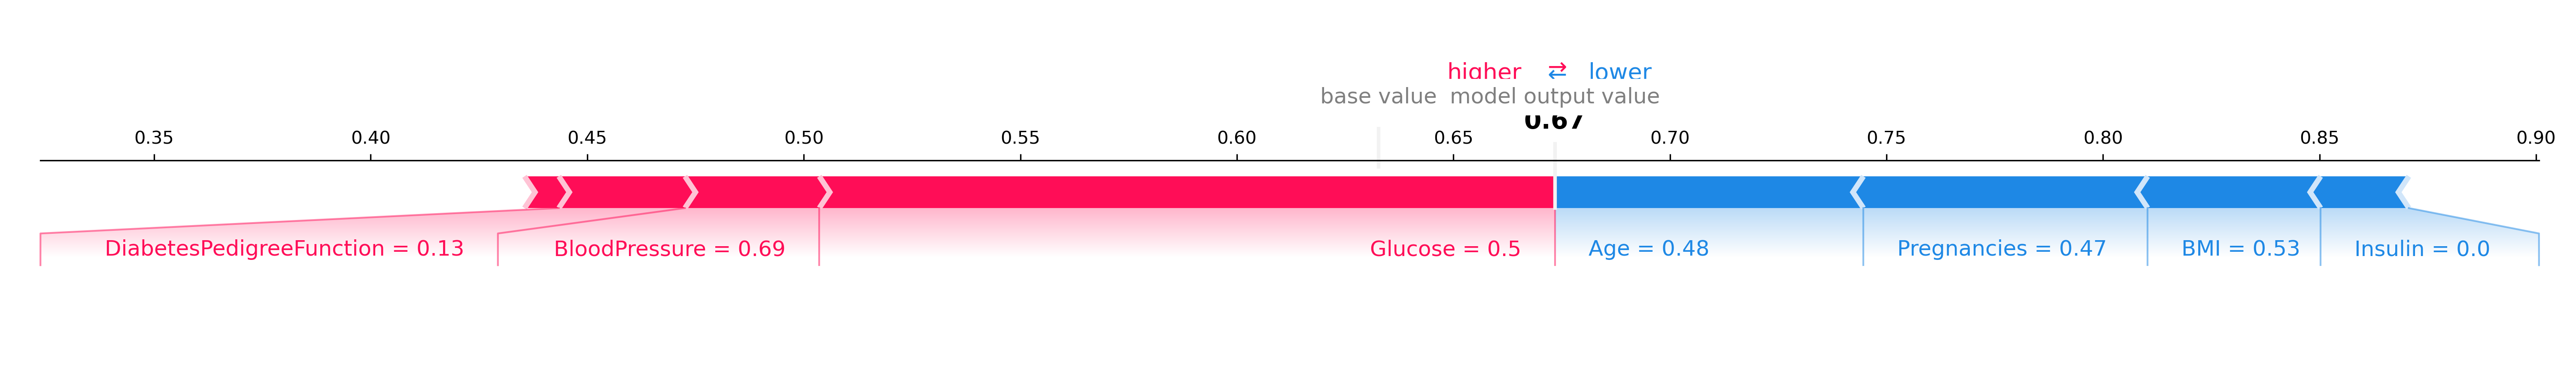 higher ⇄ lower
base value model output value
0.67
0.35 0.40 0.45 0.50 0.55 0.60 0.65 0.70 0.75 0.80 0.85 0.90
DiabetesPedigreeFunction = 0.13 BloodPressure = 0.69 Glucose = 0.5 Age = 0.48 Pregnancies = 0.47 BMI = 0.53 Insulin = 0.0